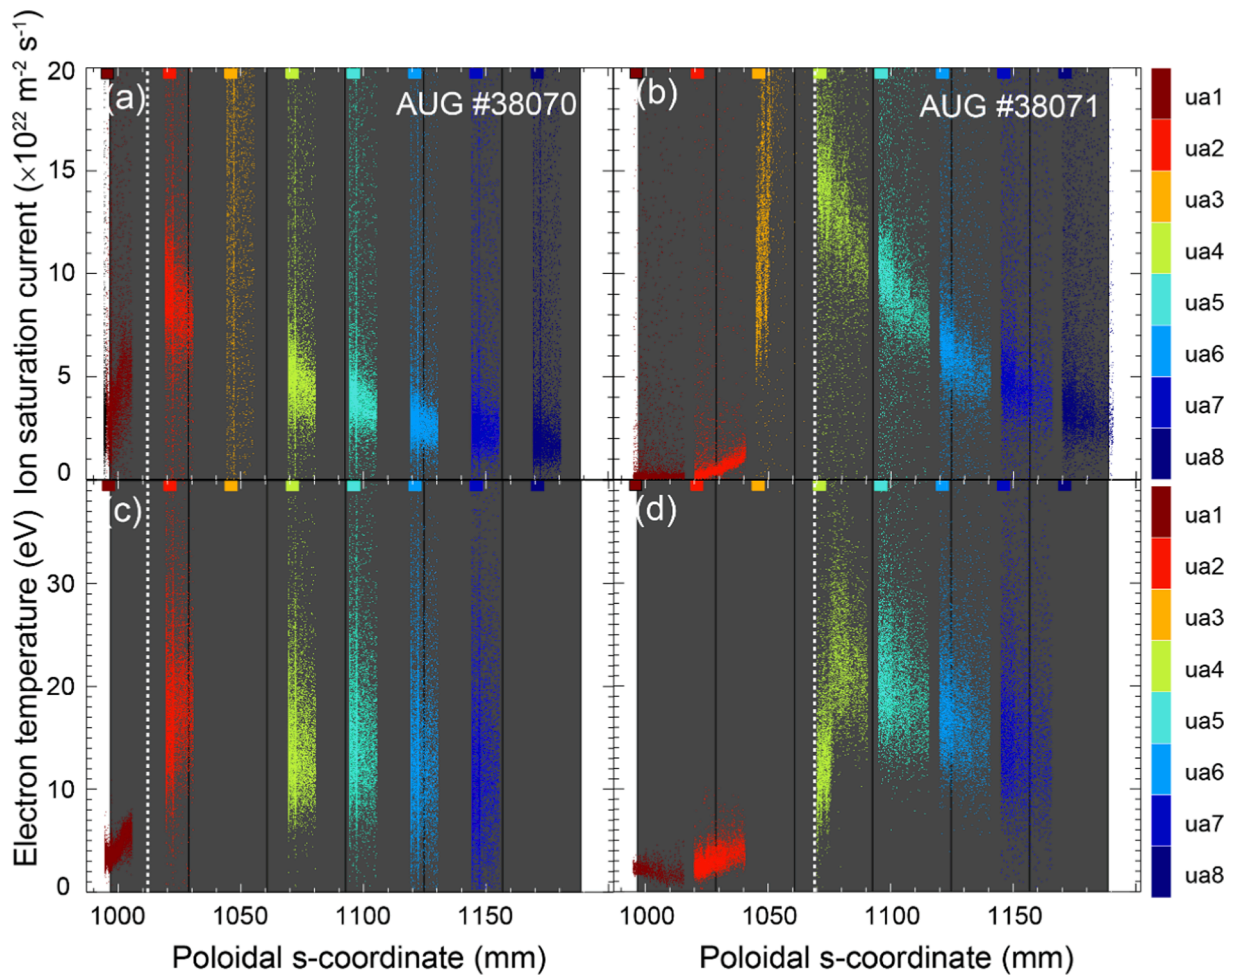 Ion saturation current (×10²² m⁻² s⁻¹)
20
15
10
5
0
(a)
AUG #38070
(b)
AUG #38071
ua1
ua2
ua3
ua4
ua5
ua6
ua7
ua8
Electron temperature (eV)
30
20
10
0
(c)
(d)
ua1
ua2
ua3
ua4
ua5
ua6
ua7
ua8
1000 1050 1100 1150
1000 1050 1100 1150
Poloidal s-coordinate (mm)
Poloidal s-coordinate (mm)